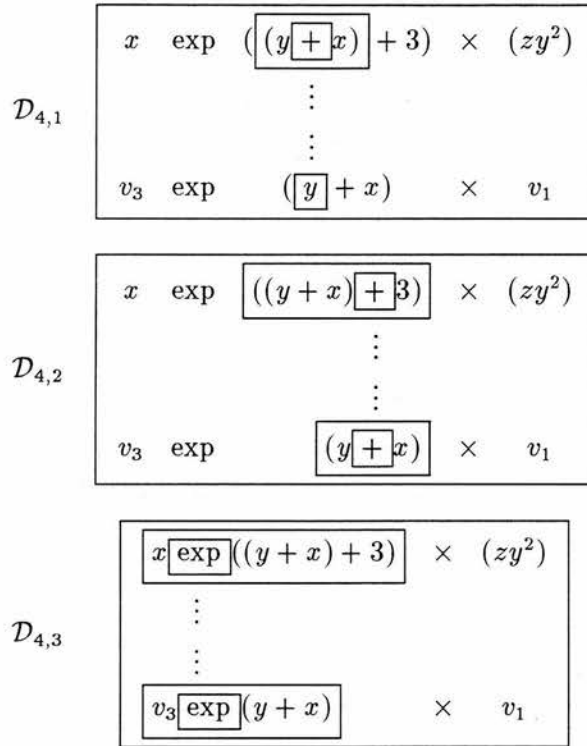 x exp ((y + x) + 3) × (zy²)
⋮
𝒟₄,₁
⋮
v₃ exp (y + x) × v₁
x exp ((y + x) + 3) × (zy²)
⋮
𝒟₄,₂
⋮
v₃ exp (y + x) × v₁
x exp ((y + x) + 3) × (zy²)
⋮
𝒟₄,₃
⋮
v₃ exp (y + x) × v₁